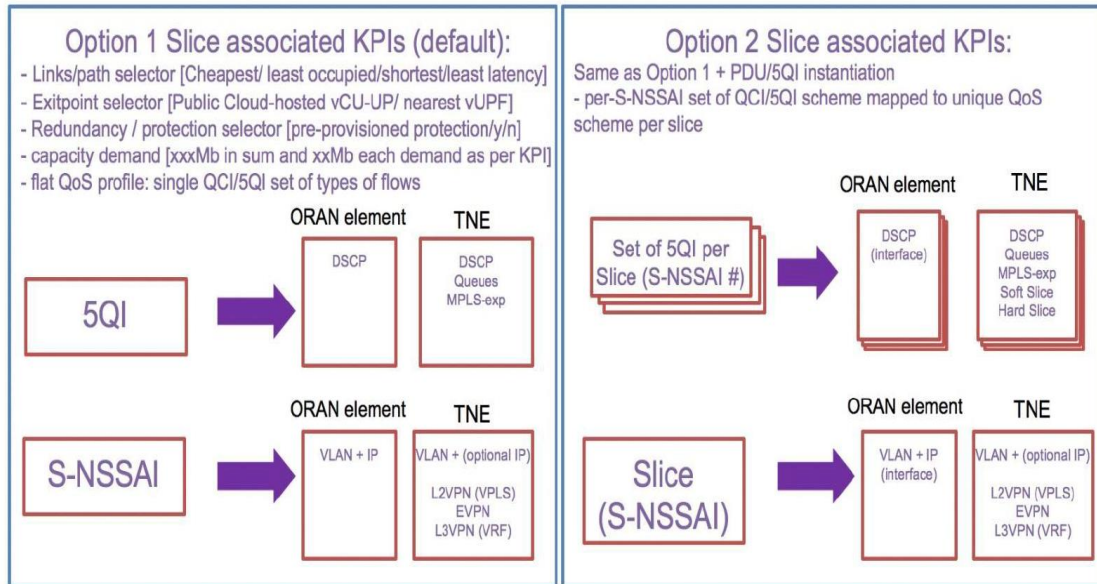 Option 1 Slice associated KPIs (default):
- Links/path selector [Cheapest/ least occupied/shortest/least latency]
- Exitpoint selector [Public Cloud-hosted vCU-UP/ nearest vUPF]
- Redundancy / protection selector [pre-provisioned protection/y/n]
- capacity demand [xxxMb in sum and xxMb each demand as per KPI]
- flat QoS profile: single QCI/5QI set of types of flows
ORAN element
TNE
5QI
DSCP
DSCP
Queues
MPLS-exp
ORAN element
TNE
S-NSSAI
VLAN + IP
VLAN + (optional IP)
L2VPN (VPLS)
EVPN
L3VPN (VRF)
Option 2 Slice associated KPIs:
Same as Option 1 + PDU/5QI instantiation
- per-S-NSSAI set of QCI/5QI scheme mapped to unique QoS
scheme per slice
ORAN element
TNE
Set of 5QI per
Slice (S-NSSAI #)
DSCP
(interface)
DSCP
Queues
MPLS-exp
Soft Slice
Hard Slice
ORAN element
TNE
Slice
(S-NSSAI)
VLAN + IP
(interface)
VLAN + (optional IP)
L2VPN (VPLS)
EVPN
L3VPN (VRF)